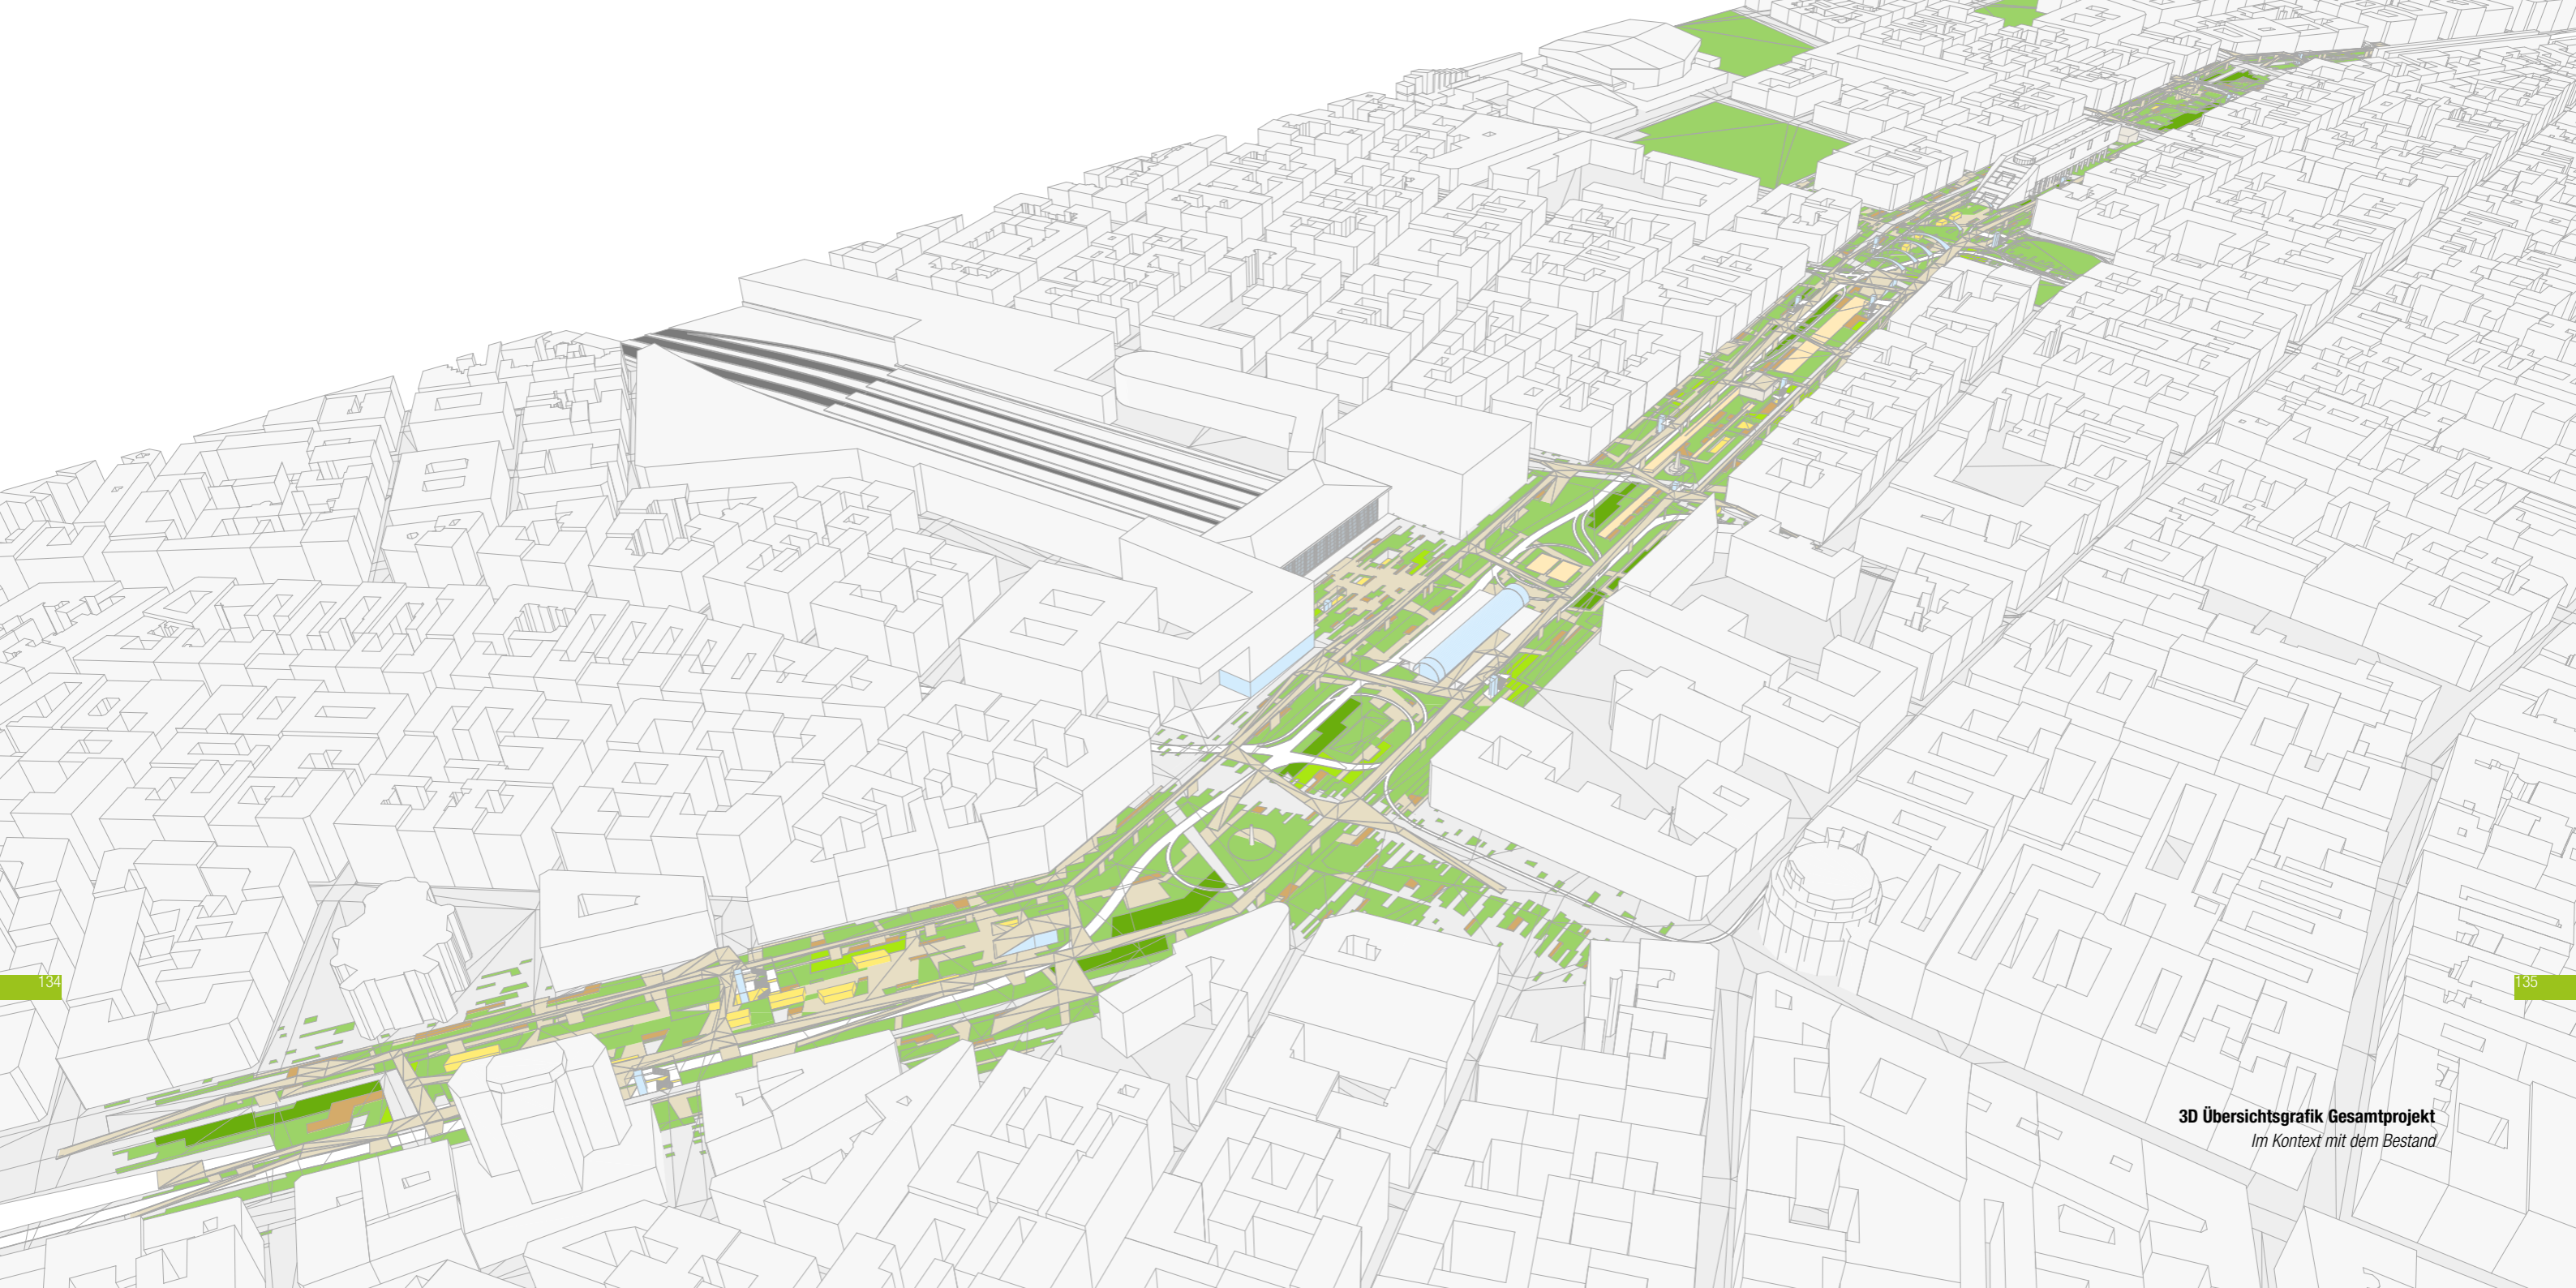 134
135
3D Übersichtsgrafik Gesamtprojekt
Im Kontext mit dem Bestand